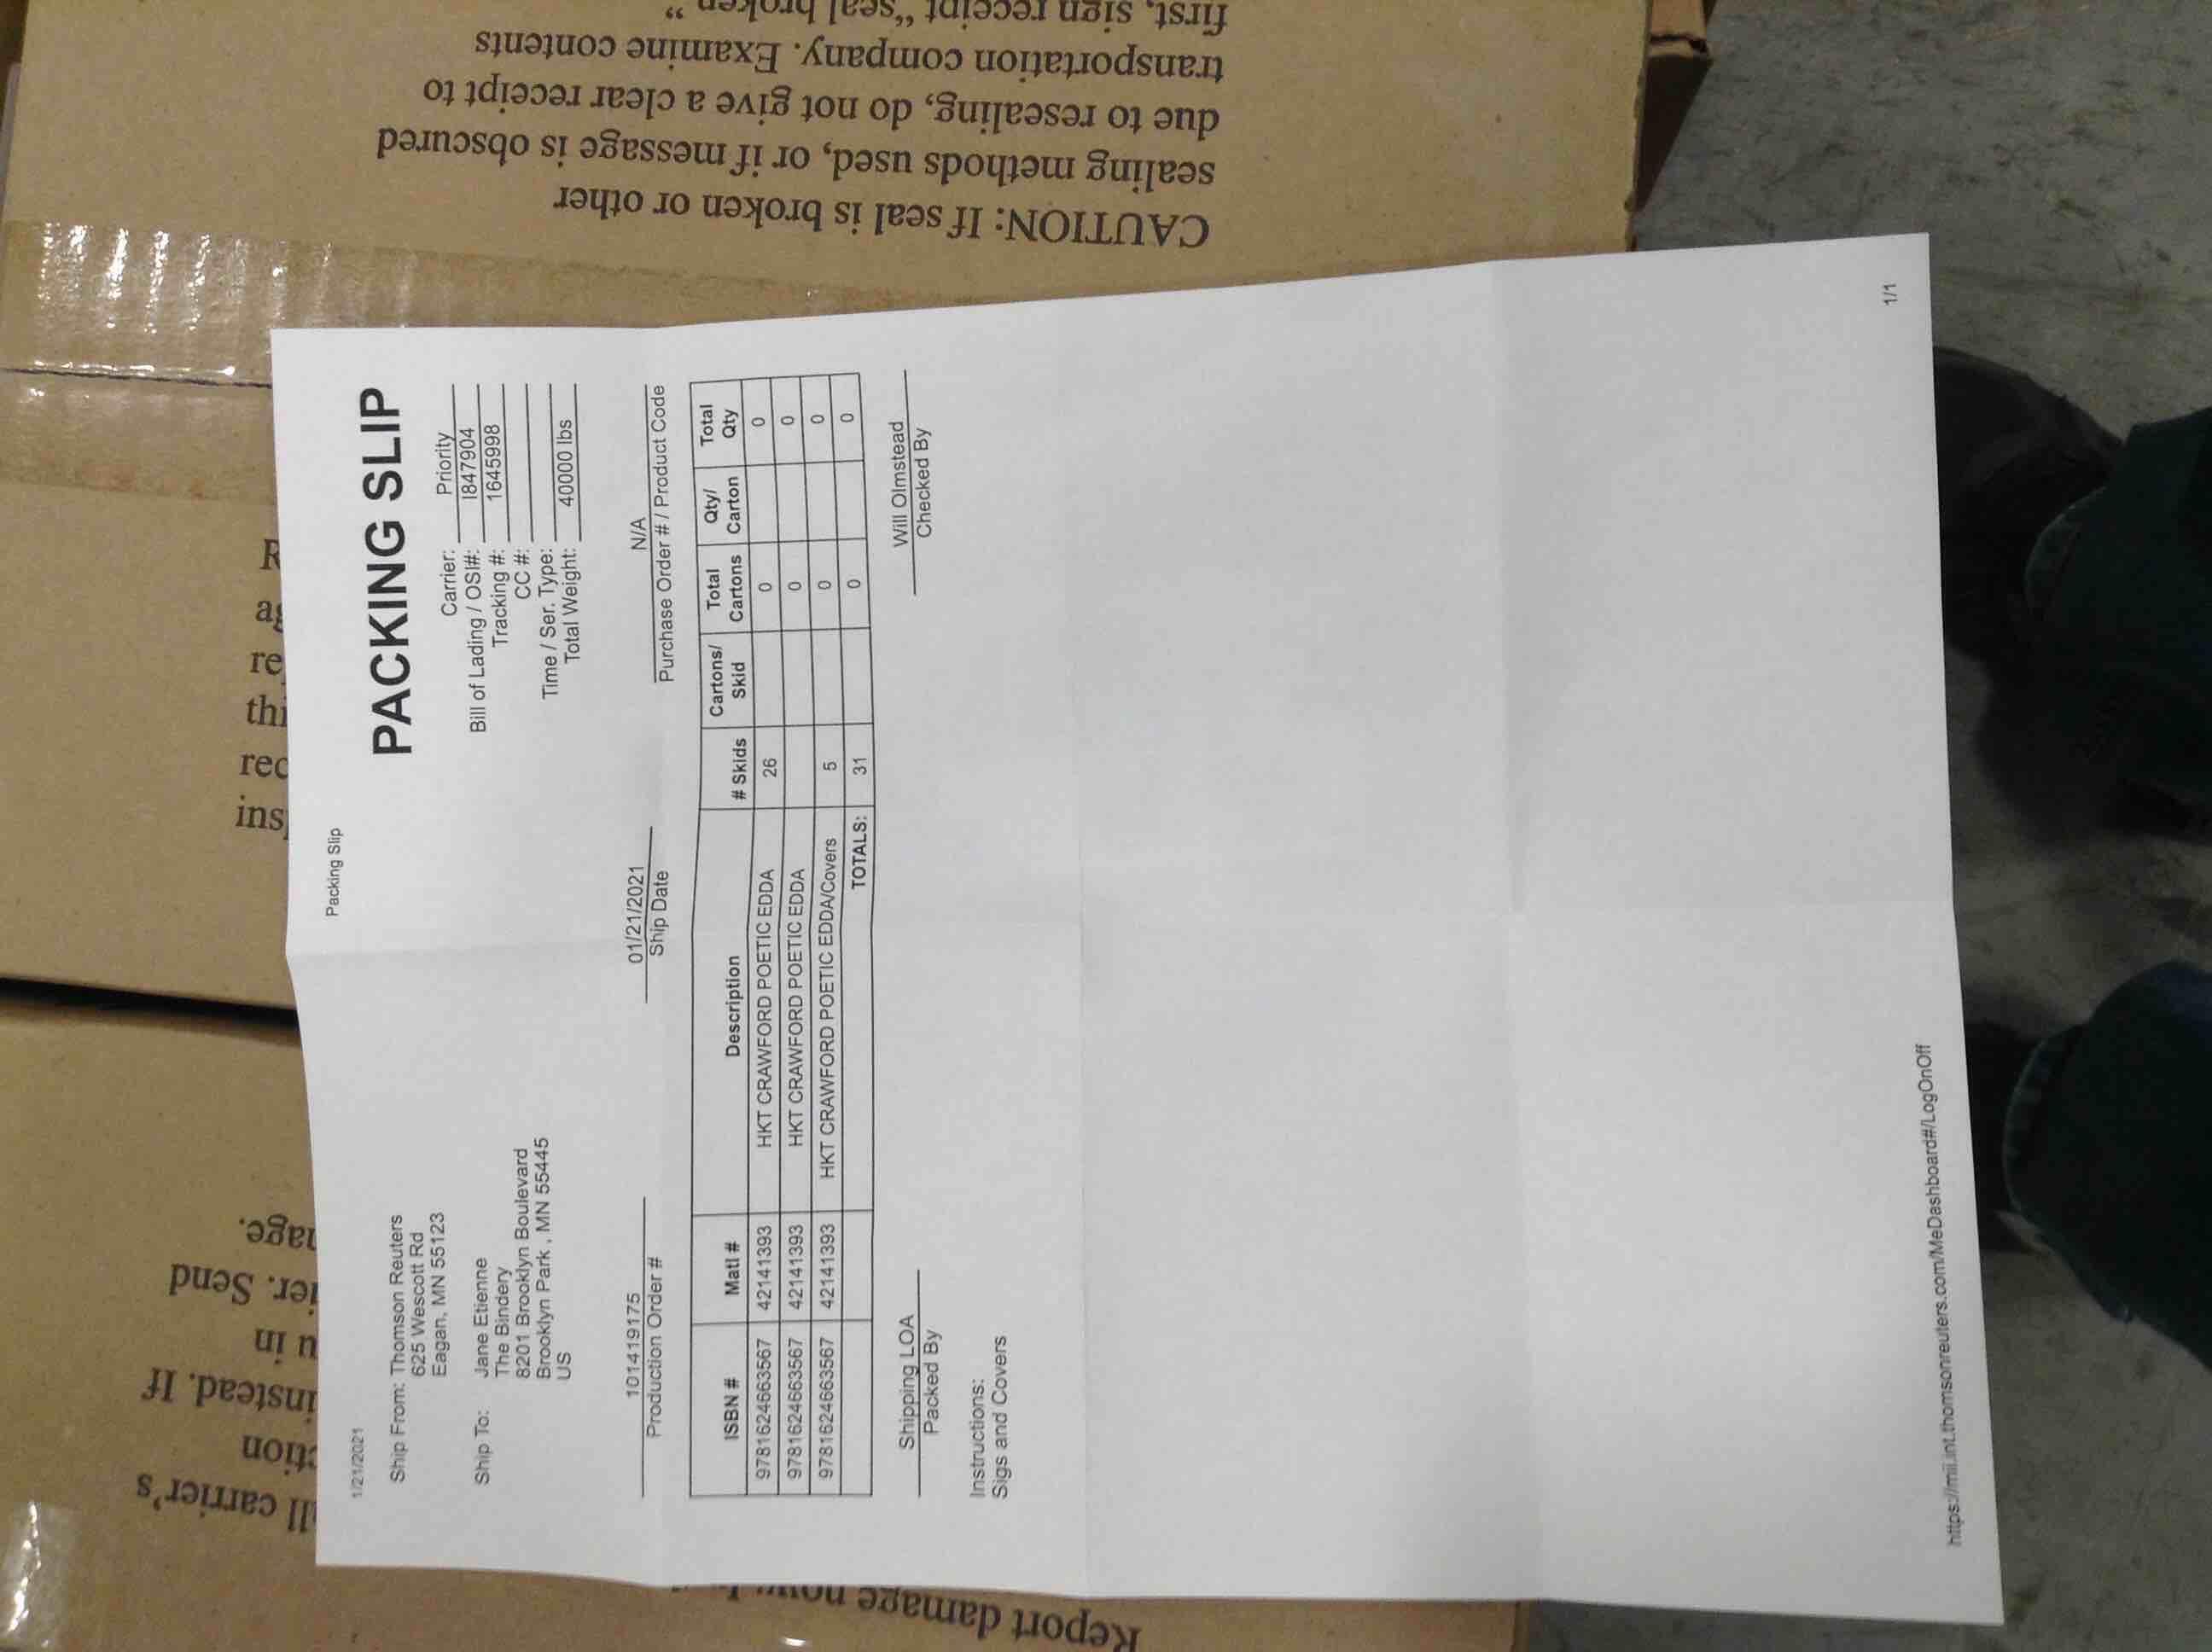 Packing Slip
1/21/2021
PACKING SLIP
Ship From: Thomson Reuters
625 Wescott Rd
Eagan, MN 55123
Ship To: Jane Etienne
The Bindery
8201 Brooklyn Boulevard
Brooklyn Park , MN 55445
US
Carrier: Priority
Bill of Lading / OSI#: I847904
Tracking #: 1645998
CC #:
Time / Ser. Type:
Total Weight: 40000 lbs
101419175 01/21/2021 N/A
Production Order # Ship Date Purchase Order # / Product Code
ISBN # Matl # Description # Skids Cartons/ Skid Total Cartons Qty/ Carton Total Qty
9781624663567 42141393 HKT CRAWFORD POETIC EDDA 26 0 0
9781624663567 42141393 HKT CRAWFORD POETIC EDDA 0 0
9781624663567 42141393 HKT CRAWFORD POETIC EDDA/Covers 5 0 0
TOTALS: 31 0 0
Shipping LOA Will Olmstead
Packed By Checked By
Instructions:
Sigs and Covers
https://mii.int.thomsonreuters.com/MeDashboard#/LogOnOff 1/1
CAUTION: If seal is broken or other
sealing methods used, or if message is obscured
due to resealing, do not give a clear receipt to
transportation company. Examine contents
first, sign receipt “seal broken”
Report damage now
carrier's
instead. If
u in
Send